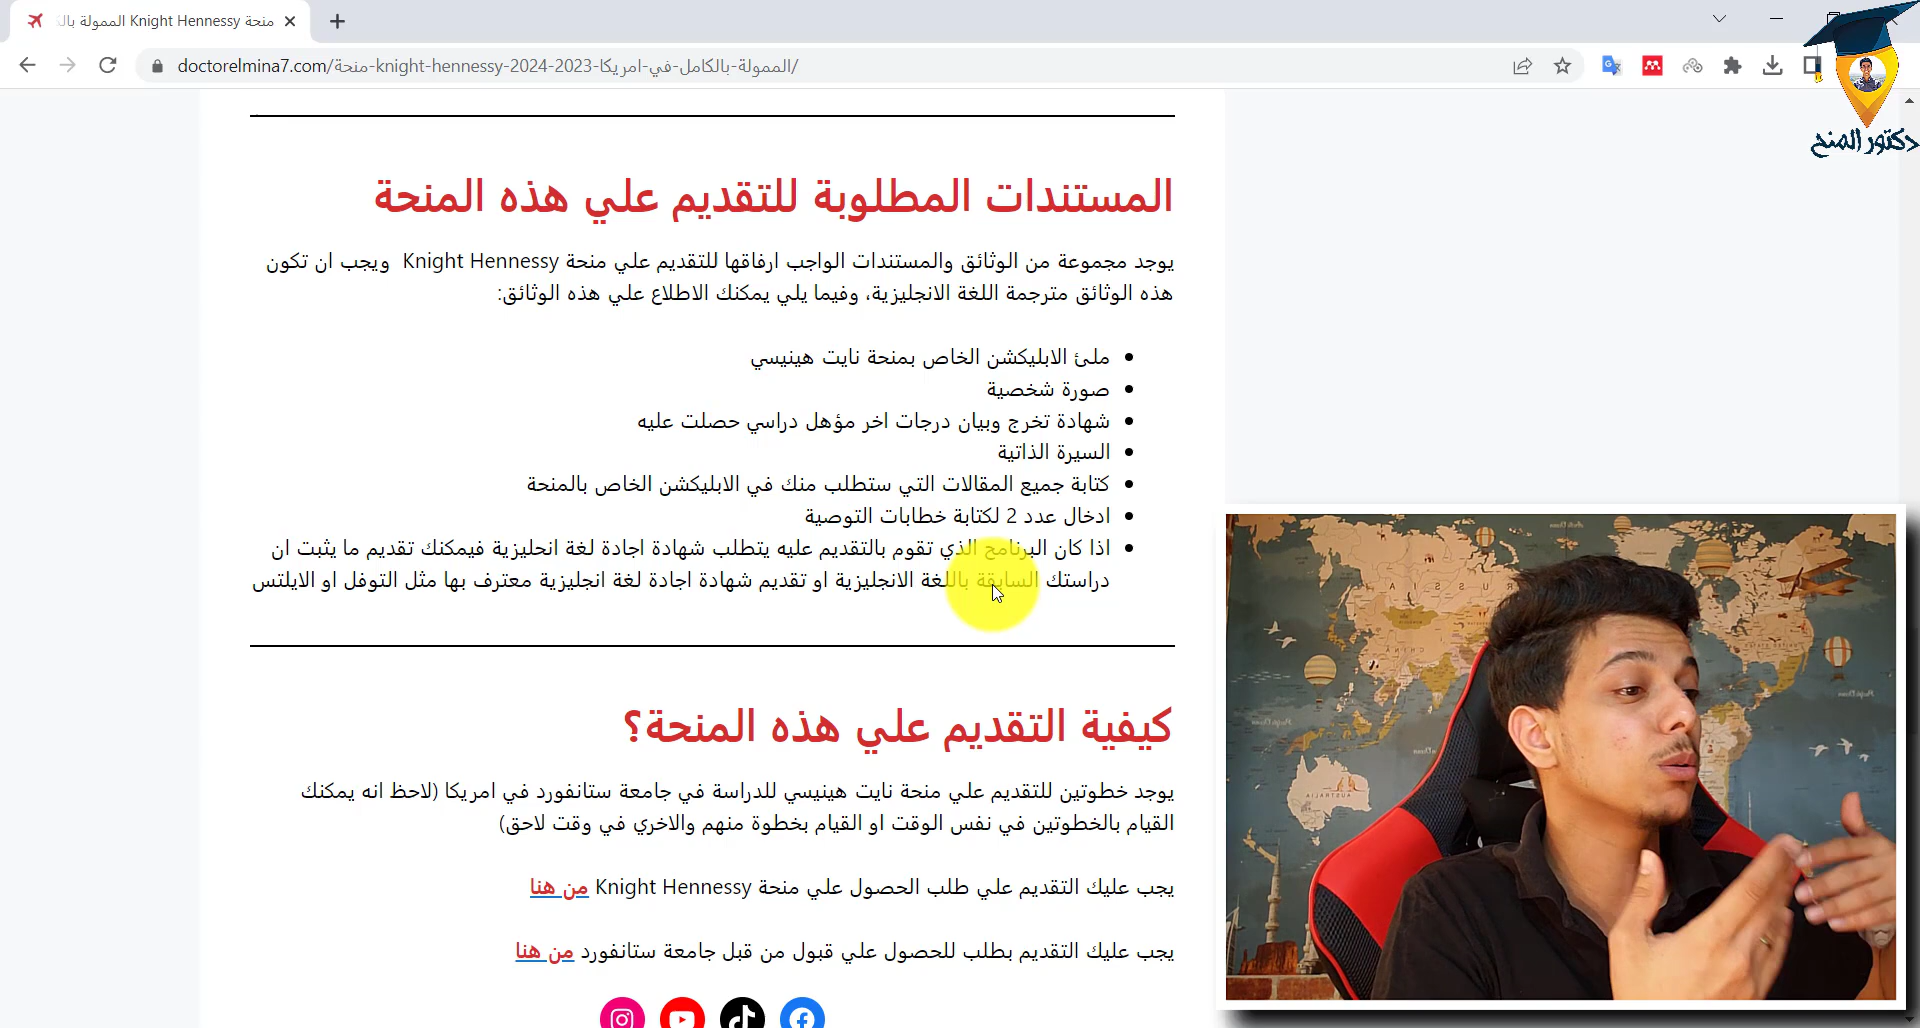 منحة Knight Hennessy الممولة بال
doctorelmina7.com/منحة-knight-hennessy-2024-2023-الممولة-بالكامل-في-امريكا/
دكتور المنح
المستندات المطلوبة للتقديم علي هذه المنحة
يوجد مجموعة من الوثائق والمستندات الواجب ارفاقها للتقديم علي منحة Knight Hennessy ويجب ان تكون
هذه الوثائق مترجمة اللغة الانجليزية، وفيما يلي يمكنك الاطلاع علي هذه الوثائق:
ملئ الابليكشن الخاص بمنحة نايت هينيسي
صورة شخصية
شهادة تخرج وبيان درجات اخر مؤهل دراسي حصلت عليه
السيرة الذاتية
كتابة جميع المقالات التي ستطلب منك في الابليكشن الخاص بالمنحة
ادخال عدد 2 لكتابة خطابات التوصية
اذا كان البرنامج الذي تقوم بالتقديم عليه يتطلب شهادة اجادة لغة انجليزية فيمكنك تقديم ما يثبت ان
دراستك السابقة باللغة الانجليزية او تقديم شهادة اجادة لغة انجليزية معترف بها مثل التوفل او الايلتس
كيفية التقديم علي هذه المنحة؟
يوجد خطوتين للتقديم علي منحة نايت هينيسي للدراسة في جامعة ستانفورد في امريكا (لاحظ انه يمكنك
القيام بالخطوتين في نفس الوقت او القيام بخطوة منهم والاخري في وقت لاحق)
يجب عليك التقديم علي طلب الحصول علي منحة Knight Hennessy من هنا
يجب عليك التقديم بطلب للحصول علي قبول من قبل جامعة ستانفورد من هنا
RUSSIA
CHINA
AUSTRALIA